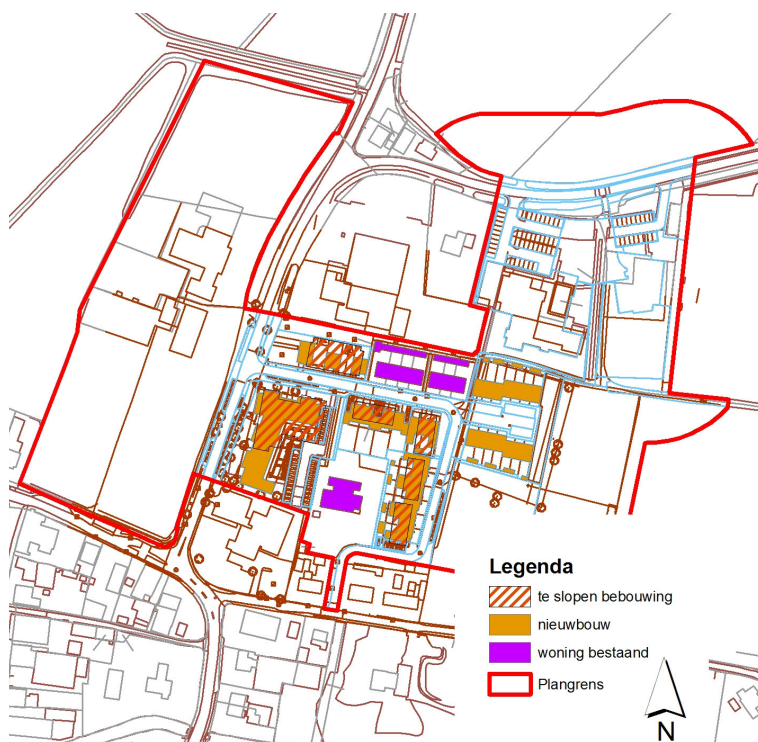 Legenda
te slopen bebouwing
nieuwbouw
woning bestaand
Plangrens
N